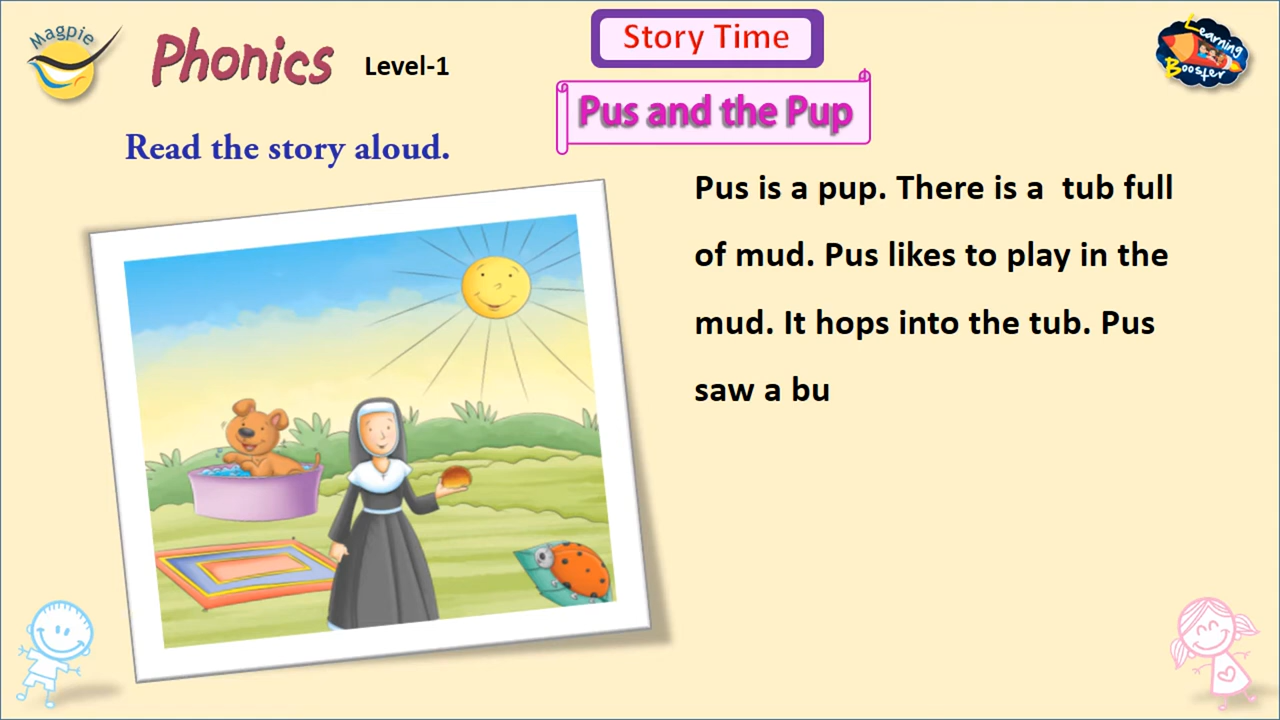 Magpie
Phonics Level-1
Story Time
Learning
Booster
Pus and the Pup
Read the story aloud.
Pus is a pup. There is a tub full
of mud. Pus likes to play in the
mud. It hops into the tub. Pus
saw a bu